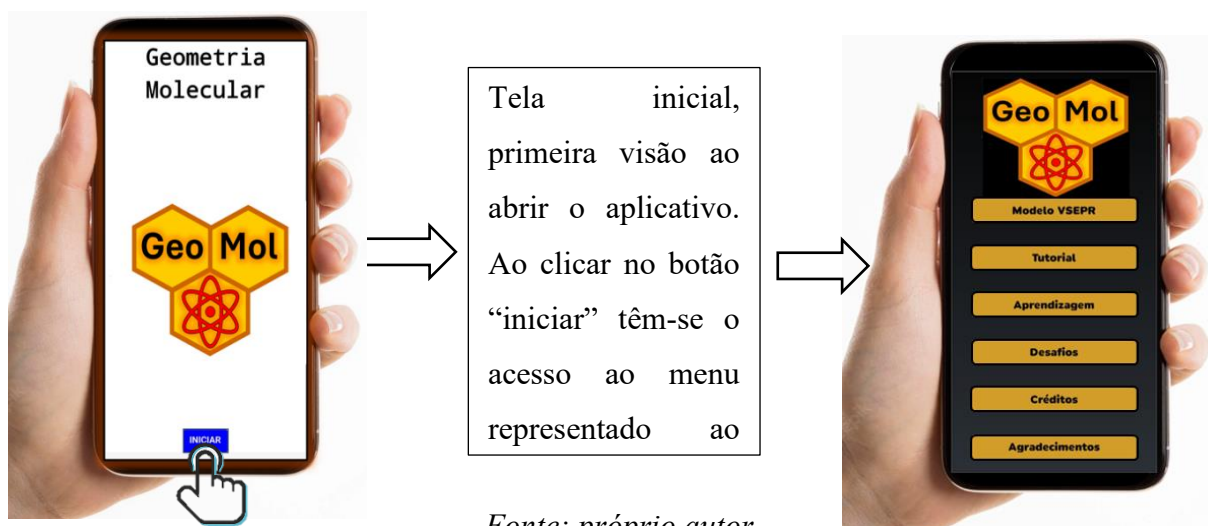 Geometria
Molecular
Geo Mol
INICIAR
Tela inicial,
primeira visão ao
abrir o aplicativo.
Ao clicar no botão
“iniciar” têm-se o
acesso ao menu
representado ao
Fonte: próprio autor
Geo Mol
Modelo VSEPR
Tutorial
Aprendizagem
Desafios
Créditos
Agradecimentos